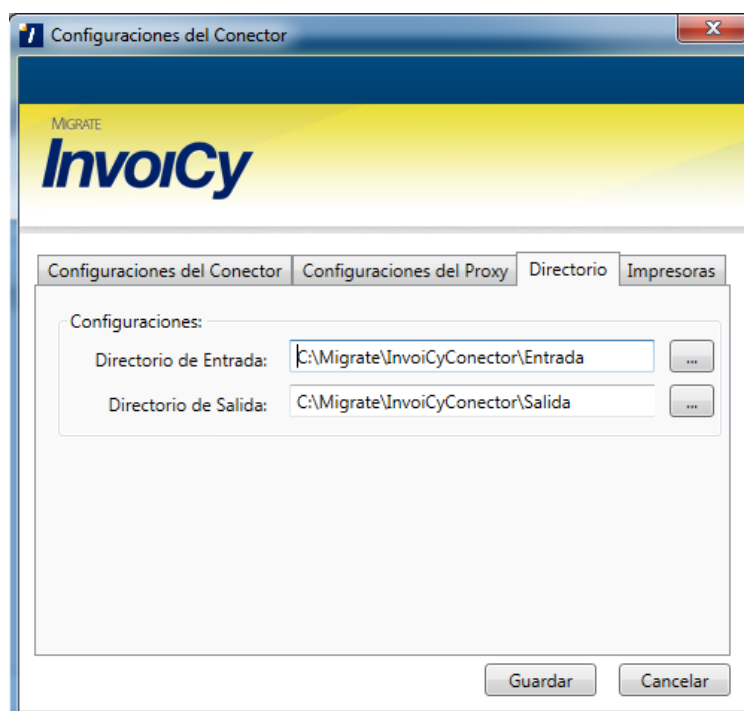 Configuraciones del Conector
MIGRATE
InvoiCy
Configuraciones del Conector Configuraciones del Proxy Directorio Impresoras
Configuraciones:
Directorio de Entrada: C:\Migrate\InvoiCyConector\Entrada ...
Directorio de Salida: C:\Migrate\InvoiCyConector\Salida ...
Guardar Cancelar